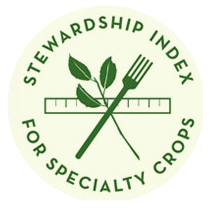 STEWARDSHIP INDEX
FOR SPECIALTY CROPS